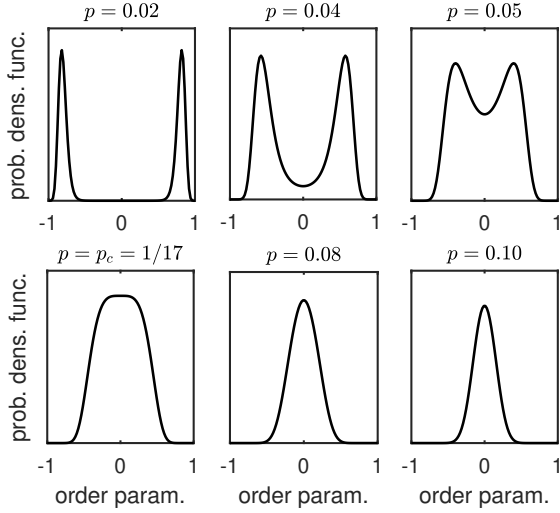 p = 0.02 p = 0.04 p = 0.05
prob. dens. func.
-1 0 1 -1 0 1 -1 0 1
p = p_c = 1/17 p = 0.08 p = 0.10
prob. dens. func.
-1 0 1 -1 0 1 -1 0 1
order param. order param. order param.